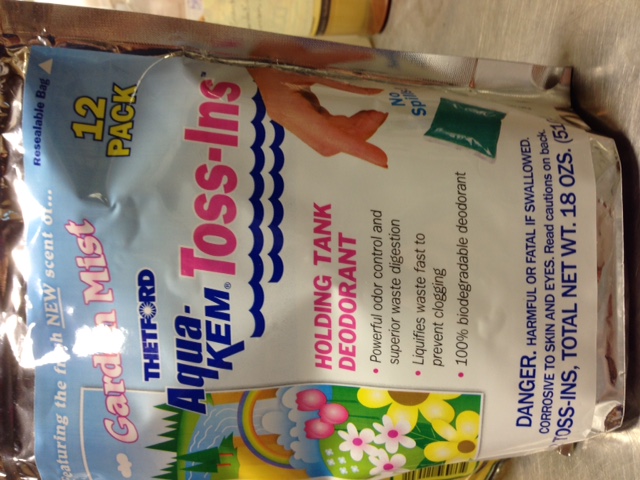 Resealable Bag
12
PACK
Featuring the fresh NEW scent of...
Garden Mist
THETFORD
Aqua-
KEM® Toss-Ins™
No
Spills
HOLDING TANK
DEODORANT
• Powerful odor control and
superior waste digestion
• Liquifies waste fast to
prevent clogging
• 100% biodegradable deodorant
DANGER. HARMFUL OR FATAL IF SWALLOWED.
CORROSIVE TO SKIN AND EYES. Read cautions on back.
TOSS-INS, TOTAL NET WT. 18 OZS. (51